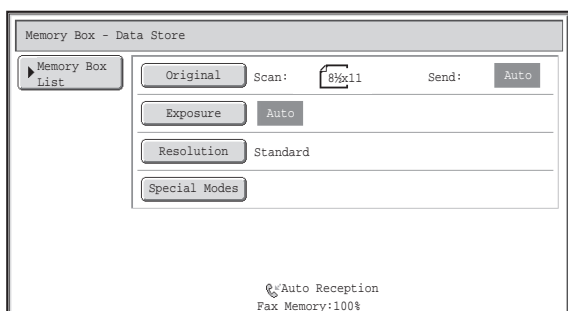 Memory Box - Data Store
Memory Box
List
Original Scan: 8½x11 Send: Auto
Exposure Auto
Resolution Standard
Special Modes
Auto Reception
Fax Memory:100%